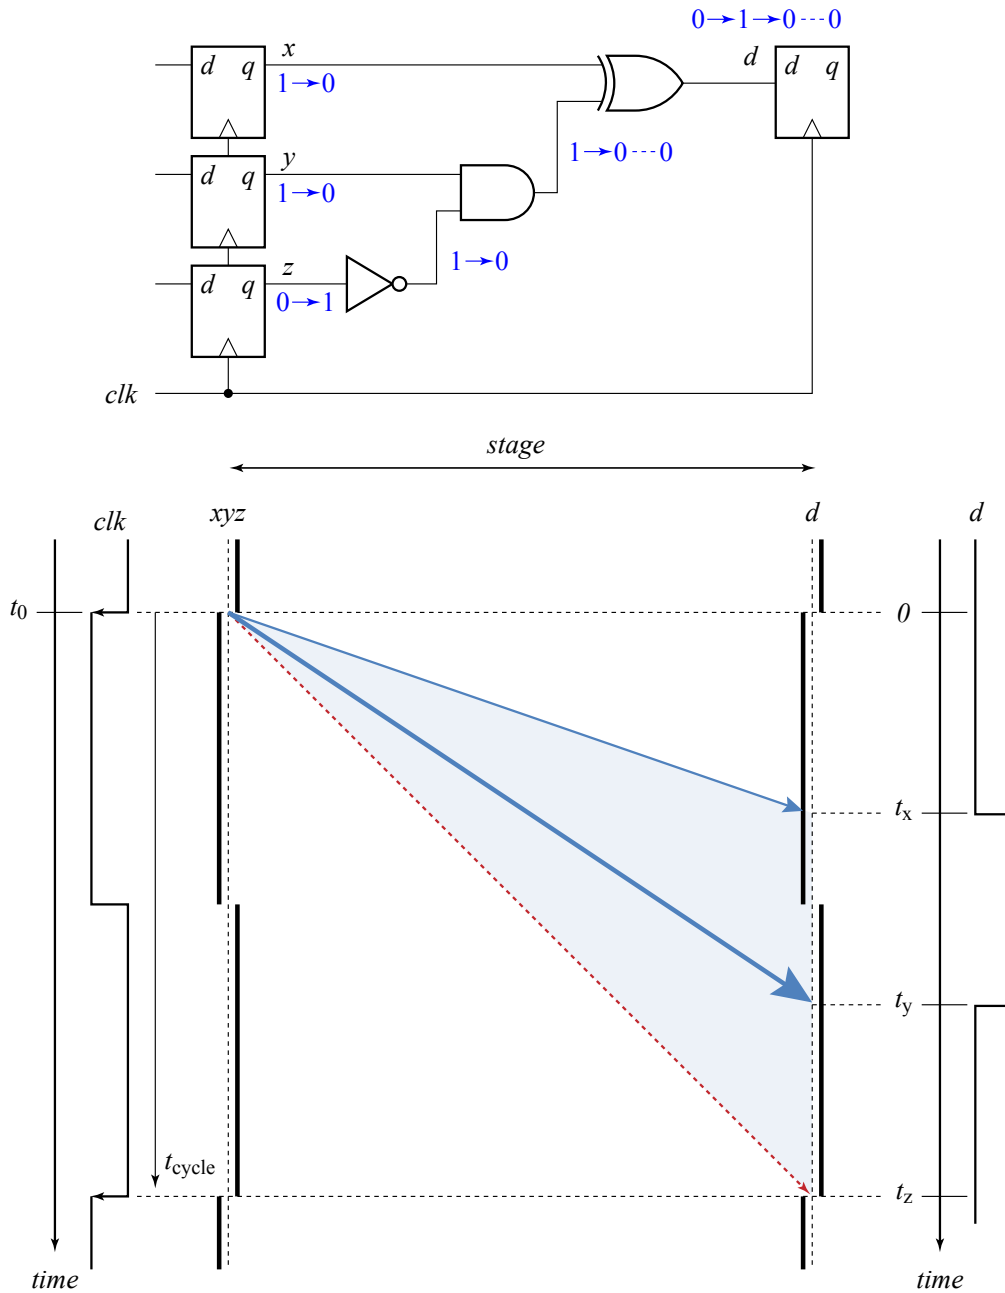 0→1→0---0
x
d
d q
d q
1→0
y
1→0---0
d q
1→0
z
1→0
d q
0→1
clk
stage
clk
xyz
d
d
t0
0
tx
ty
tcycle
tz
time
time